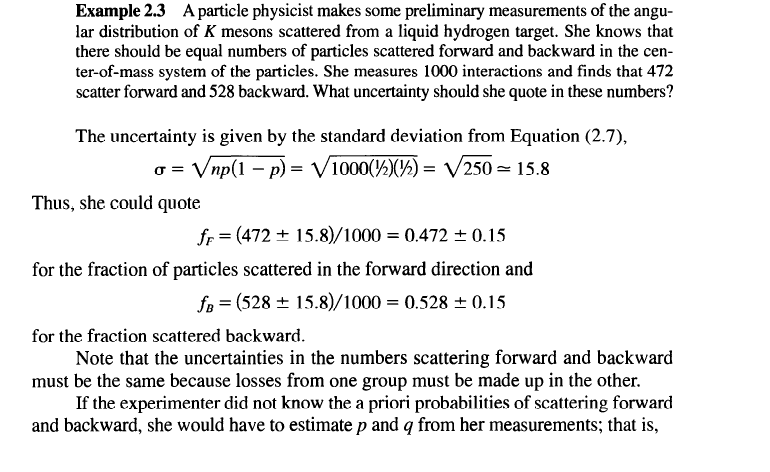 Example 2.3 A particle physicist makes some preliminary measurements of the angu-
lar distribution of K mesons scattered from a liquid hydrogen target. She knows that
there should be equal numbers of particles scattered forward and backward in the cen-
ter-of-mass system of the particles. She measures 1000 interactions and finds that 472
scatter forward and 528 backward. What uncertainty should she quote in these numbers?
The uncertainty is given by the standard deviation from Equation (2.7),
σ = √np(1 − p) = √1000(½)(½) = √250 ≃ 15.8
Thus, she could quote
fF = (472 ± 15.8)/1000 = 0.472 ± 0.15
for the fraction of particles scattered in the forward direction and
fB = (528 ± 15.8)/1000 = 0.528 ± 0.15
for the fraction scattered backward.
Note that the uncertainties in the numbers scattering forward and backward
must be the same because losses from one group must be made up in the other.
If the experimenter did not know the a priori probabilities of scattering forward
and backward, she would have to estimate p and q from her measurements; that is,